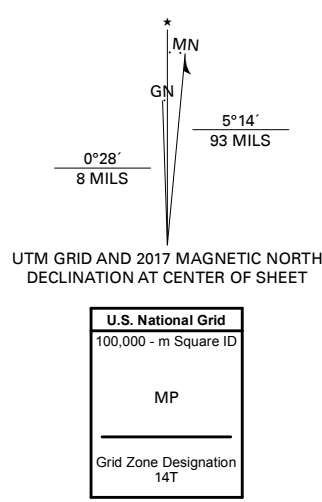 MN
GN
5°14´
93 MILS
0°28´
8 MILS
UTM GRID AND 2017 MAGNETIC NORTH
DECLINATION AT CENTER OF SHEET
U.S. National Grid
100,000 - m Square ID
MP
Grid Zone Designation
14T